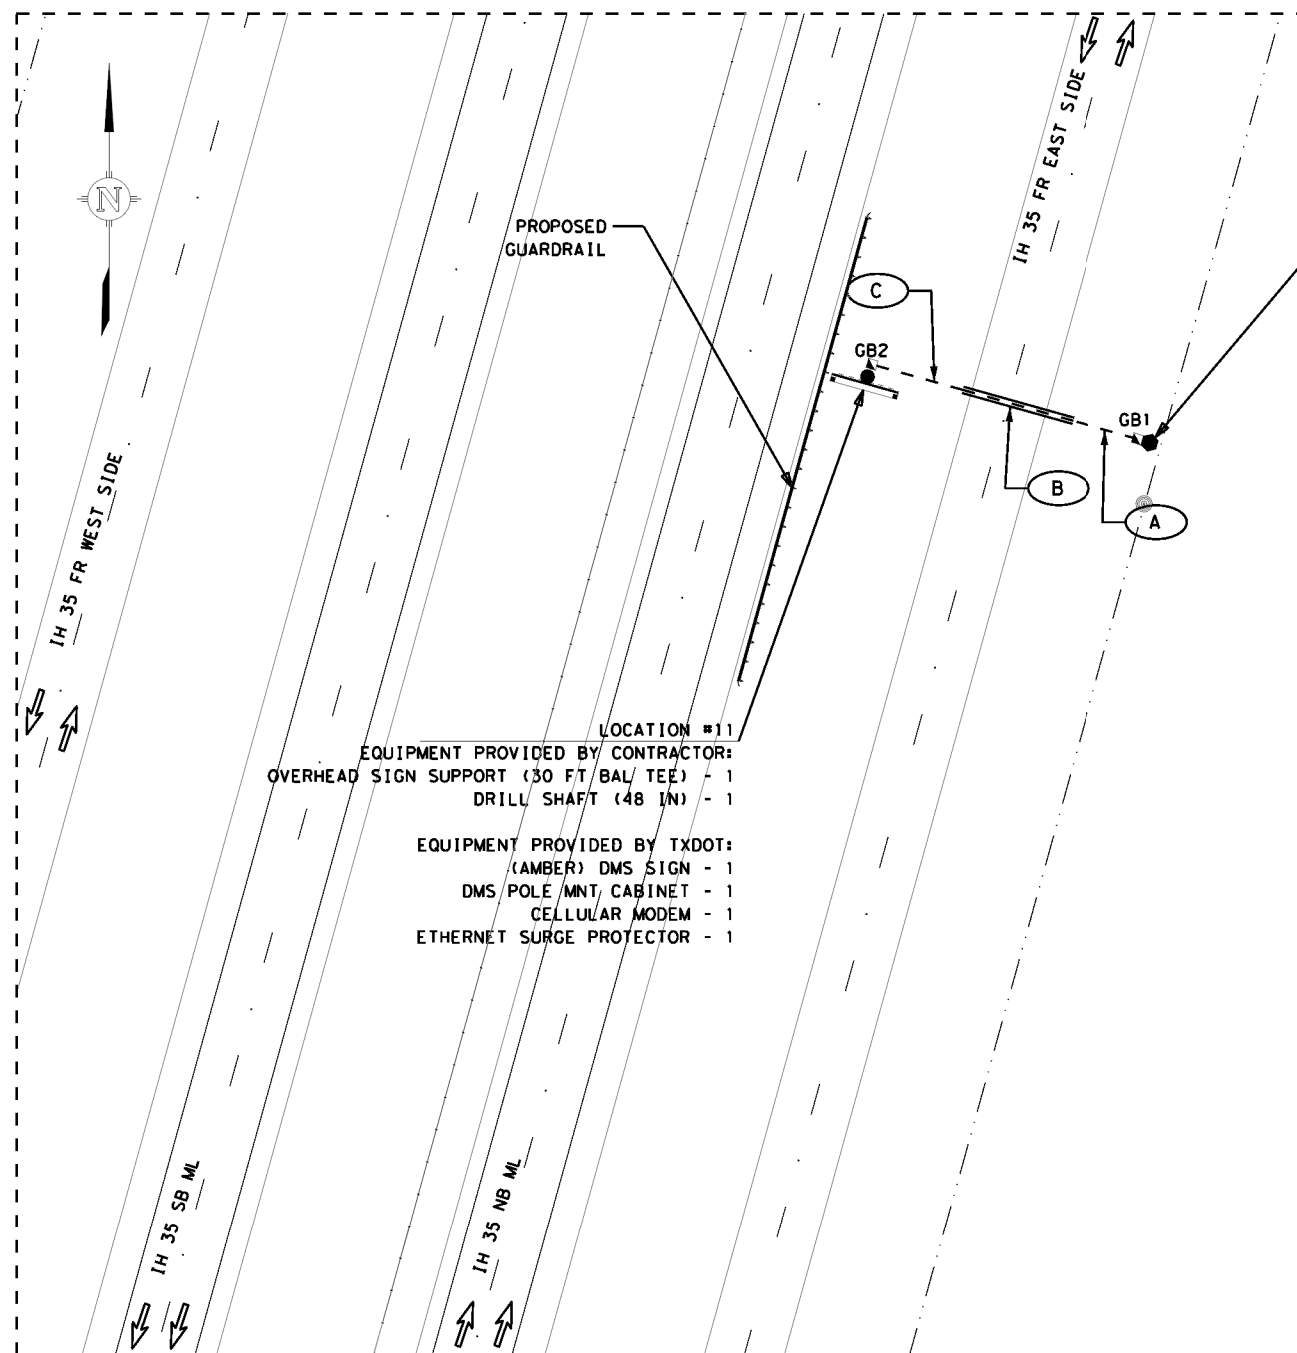 IH 35 FR EAST SIDE
N
PROPOSED
GUARDRAIL
C
GB2
GB1
B
A
IH 35 FR WEST SIDE
LOCATION #11
EQUIPMENT PROVIDED BY CONTRACTOR:
OVERHEAD SIGN SUPPORT (30 FT BAL TEE) - 1
DRILL SHAFT (48 IN) - 1
EQUIPMENT PROVIDED BY TXDOT:
(AMBER) DMS SIGN - 1
DMS POLE MNT CABINET - 1
CELLULAR MODEM - 1
ETHERNET SURGE PROTECTOR - 1
IH 35 SB ML
IH 35 NB ML